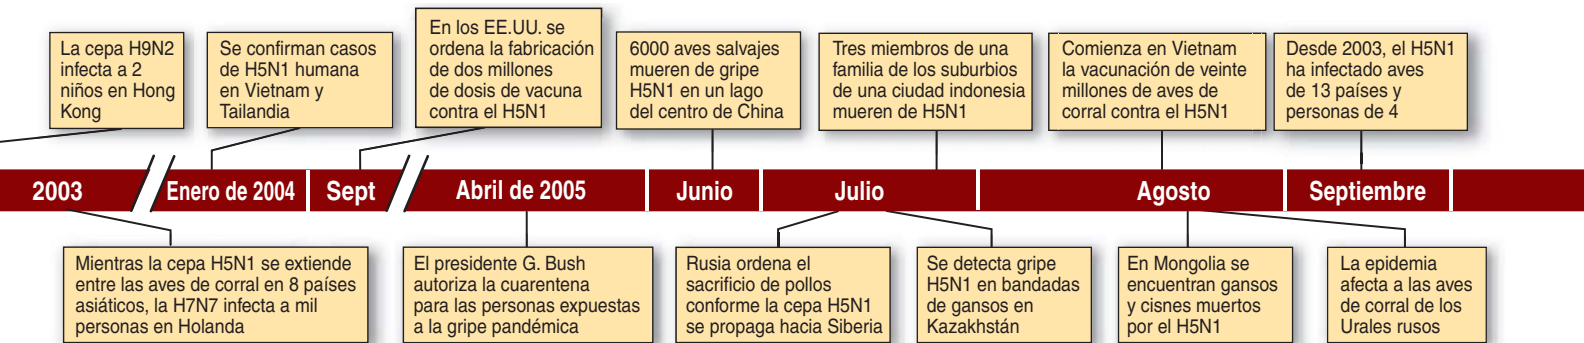 La cepa H9N2
infecta a 2
niños en Hong
Kong
Se confirman casos
de H5N1 humana
en Vietnam y
Tailandia
En los EE.UU. se
ordena la fabricación
de dos millones
de dosis de vacuna
contra el H5N1
6000 aves salvajes
mueren de gripe
H5N1 en un lago
del centro de China
Tres miembros de una
familia de los suburbios
de una ciudad indonesia
mueren de H5N1
Comienza en Vietnam
la vacunación de veinte
millones de aves de
corral contra el H5N1
Desde 2003, el H5N1
ha infectado aves
de 13 países y
personas de 4
2003
Enero de 2004
Sept
Abril de 2005
Junio
Julio
Agosto
Septiembre
Mientras la cepa H5N1 se extiende
entre las aves de corral en 8 países
asiáticos, la H7N7 infecta a mil
personas en Holanda
El presidente G. Bush
autoriza la cuarentena
para las personas expuestas
a la gripe pandémica
Rusia ordena el
sacrificio de pollos
conforme la cepa H5N1
se propaga hacia Siberia
Se detecta gripe
H5N1 en bandadas
de gansos en
Kazakhstán
En Mongolia se
encuentran gansos
y cisnes muertos
por el H5N1
La epidemia
afecta a las aves
de corral de los
Urales rusos